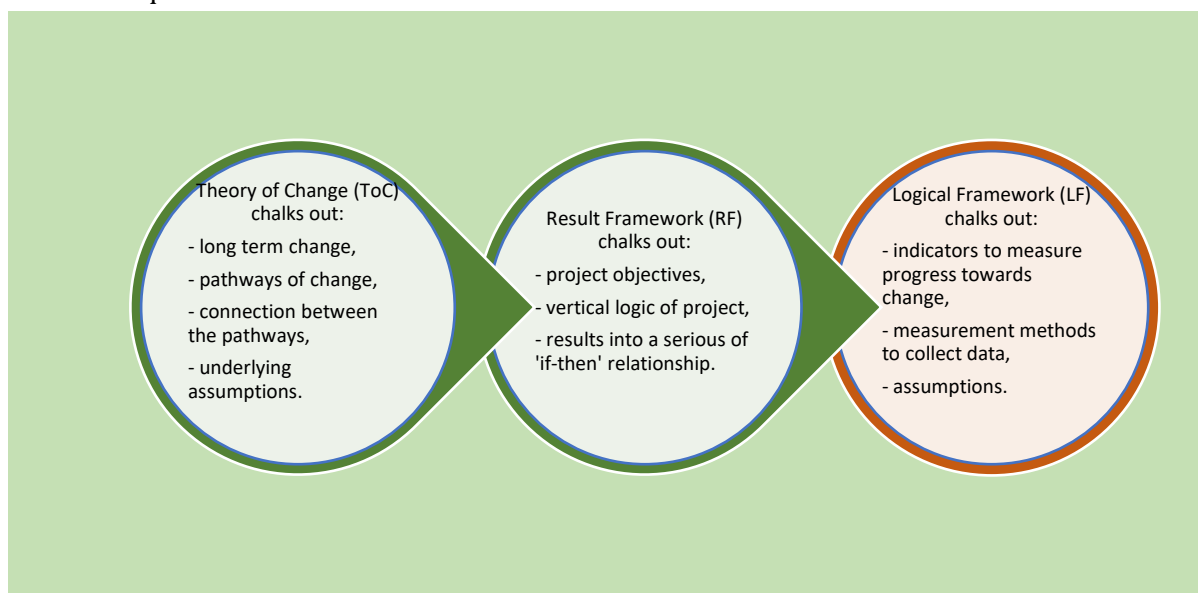 Theory of Change (ToC)
chalks out:
- long term change,
- pathways of change,
- connection between
the pathways,
- underlying
assumptions.
Result Framework (RF)
chalks out:
- project objectives,
- vertical logic of project,
- results into a serious of
'if-then' relationship.
Logical Framework (LF)
chalks out:
- indicators to measure
progress towards
change,
- measurement methods
to collect data,
- assumptions.